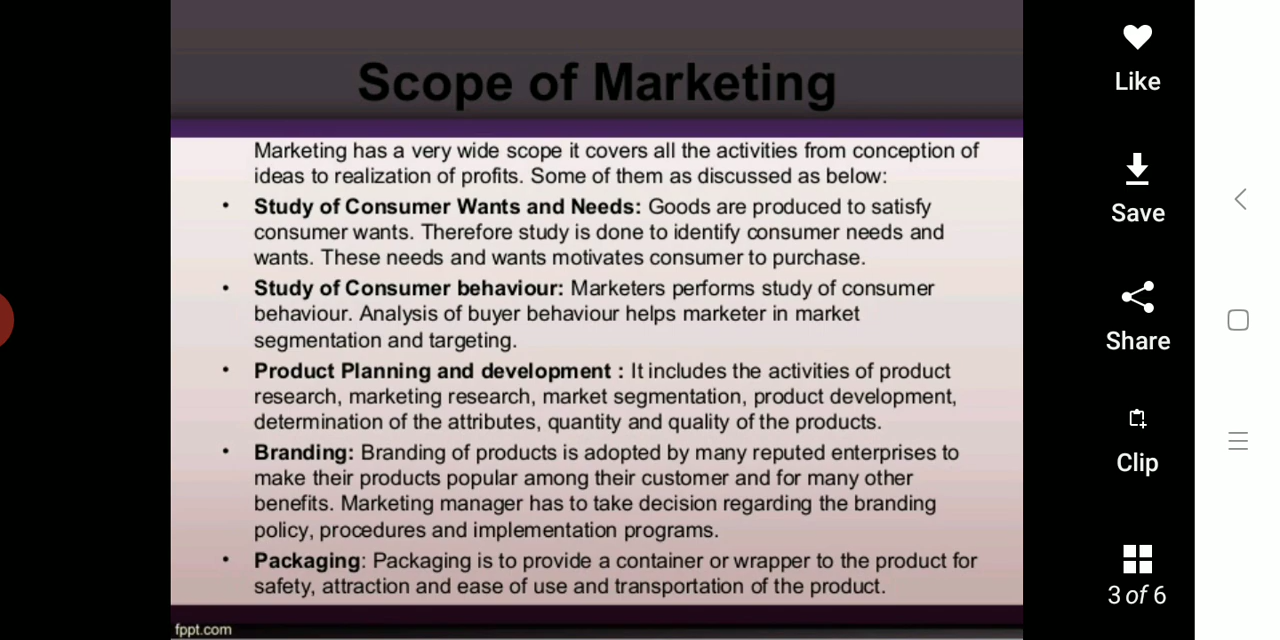 Scope of Marketing
Marketing has a very wide scope it covers all the activities from conception of
ideas to realization of profits. Some of them as discussed as below:
• Study of Consumer Wants and Needs: Goods are produced to satisfy
consumer wants. Therefore study is done to identify consumer needs and
wants. These needs and wants motivates consumer to purchase.
• Study of Consumer behaviour: Marketers performs study of consumer
behaviour. Analysis of buyer behaviour helps marketer in market
segmentation and targeting.
• Product Planning and development : It includes the activities of product
research, marketing research, market segmentation, product development,
determination of the attributes, quantity and quality of the products.
• Branding: Branding of products is adopted by many reputed enterprises to
make their products popular among their customer and for many other
benefits. Marketing manager has to take decision regarding the branding
policy, procedures and implementation programs.
• Packaging: Packaging is to provide a container or wrapper to the product for
safety, attraction and ease of use and transportation of the product.
fppt.com
Like
Save
Share
Clip
3 of 6